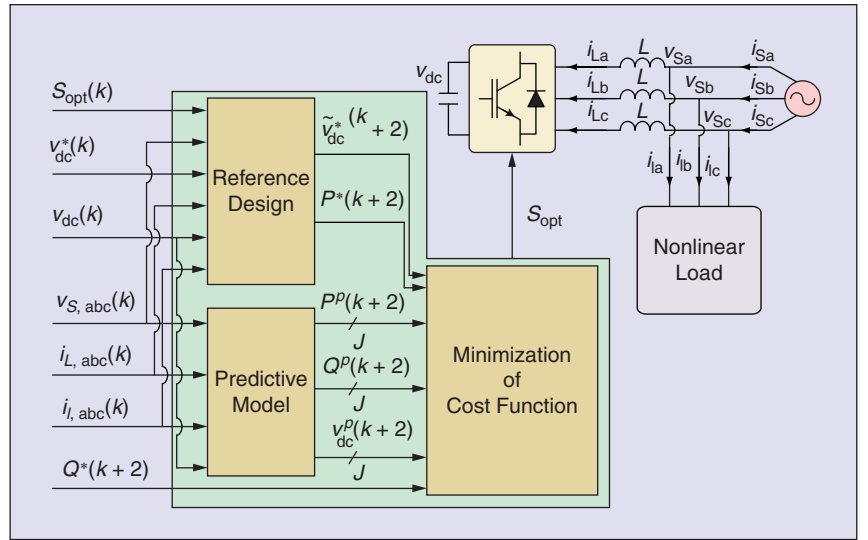 S_opt(k)
v*_dc(k)
v_dc(k)
v_S, abc(k)
i_L, abc(k)
i_l, abc(k)
Q*(k + 2)
Reference
Design
Predictive
Model
ṽ*_dc(k + 2)
P*(k + 2)
P^p(k + 2)
J
Q^p(k + 2)
J
v^p_dc(k + 2)
J
Minimization
of
Cost Function
S_opt
v_dc
i_La
L
v_Sa
i_Sa
i_Lb
L
v_Sb
i_Sb
i_Lc
L
v_Sc
i_Sc
i_la
i_lb
i_lc
Nonlinear
Load